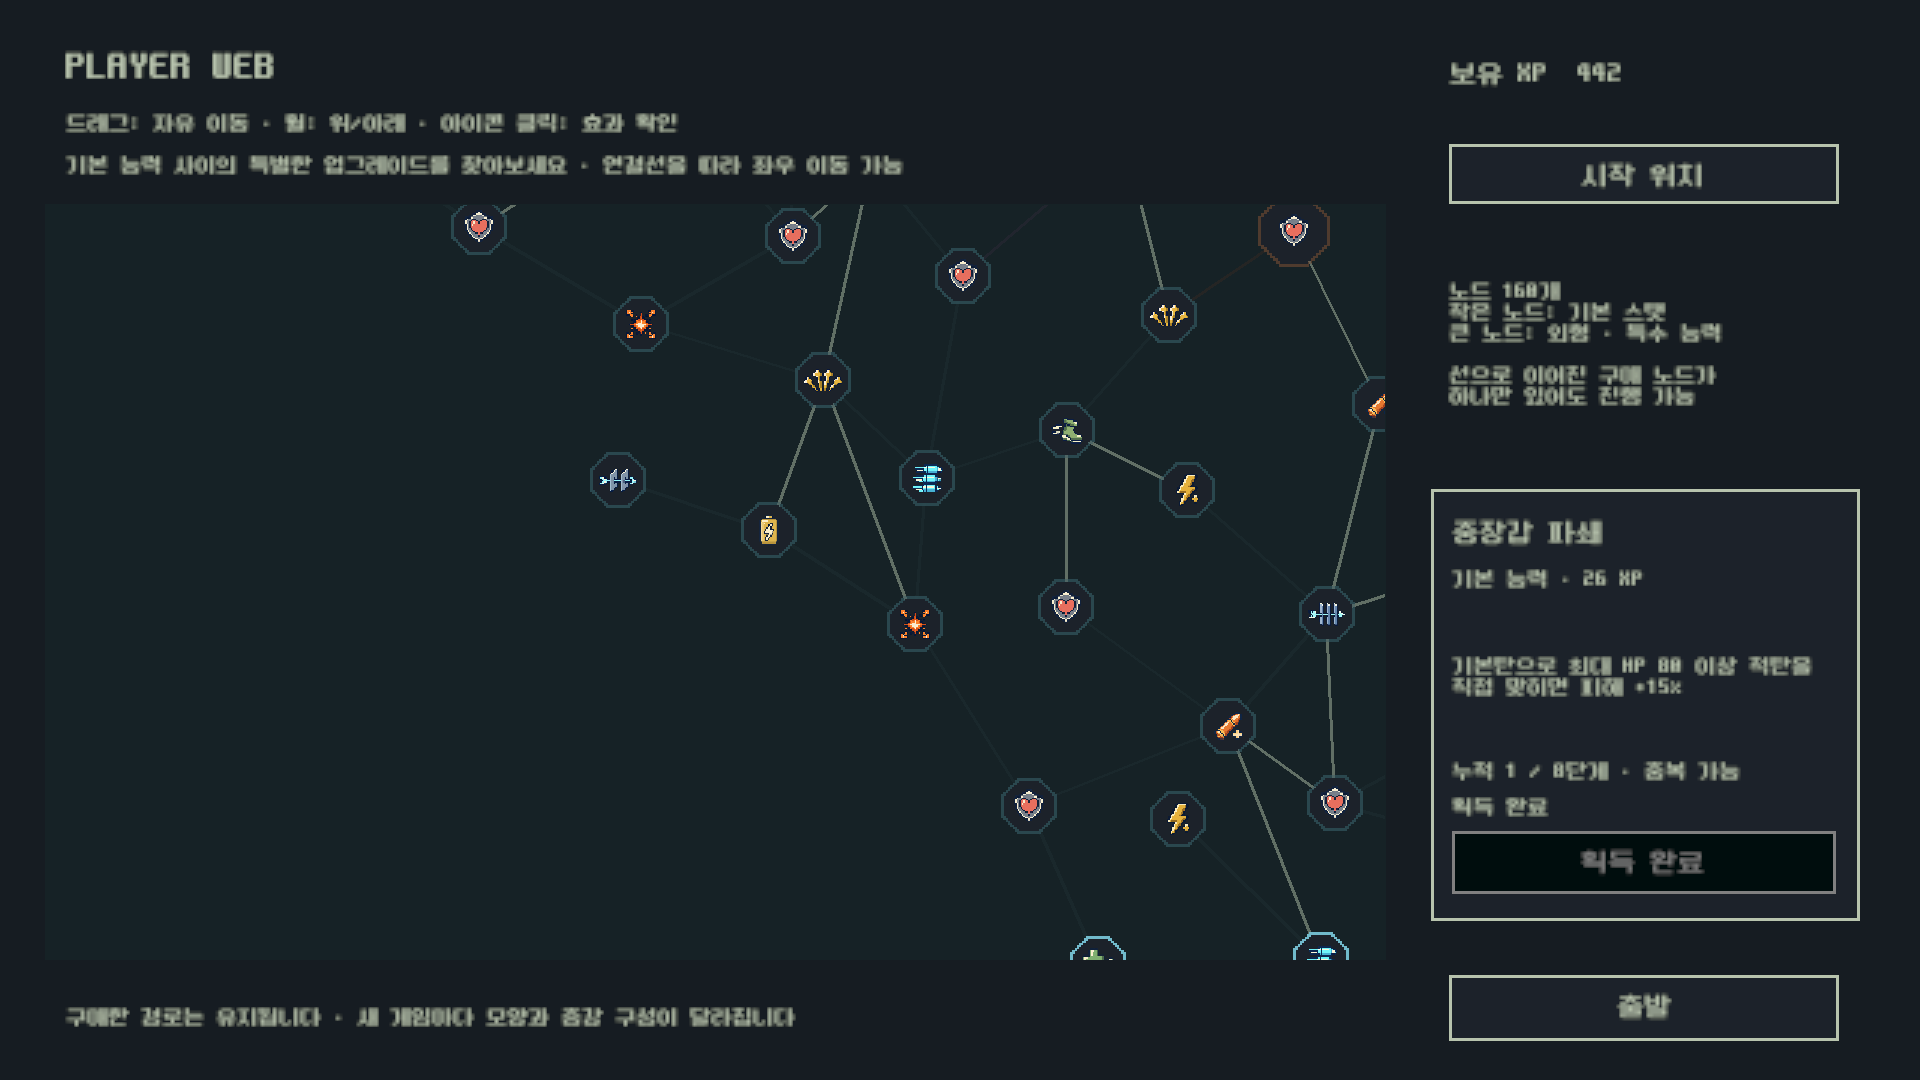 PLAYER WEB
드래그: 자유 이동 · 휠: 위/아래 · 아이콘 클릭: 효과 확인
기본 능력 사이의 특별한 업그레이드를 찾아보세요 · 연결선을 따라 좌우 이동 가능
보유 XP 442
시작 위치
노드 160개
작은 노드: 기본 스탯
큰 노드: 외형 · 특수 능력
선으로 이어진 구매 노드가
하나만 있어도 진행 가능
중장갑 파쇄
기본 능력 · 26 XP
기본탄으로 최대 HP 80 이상 적탄을
직접 맞히면 피해 +15%
누적 1 / 8단계 · 중복 가능
획득 완료
획득 완료
출발
구매한 경로는 유지됩니다 · 새 게임마다 모양과 증강 구성이 달라집니다